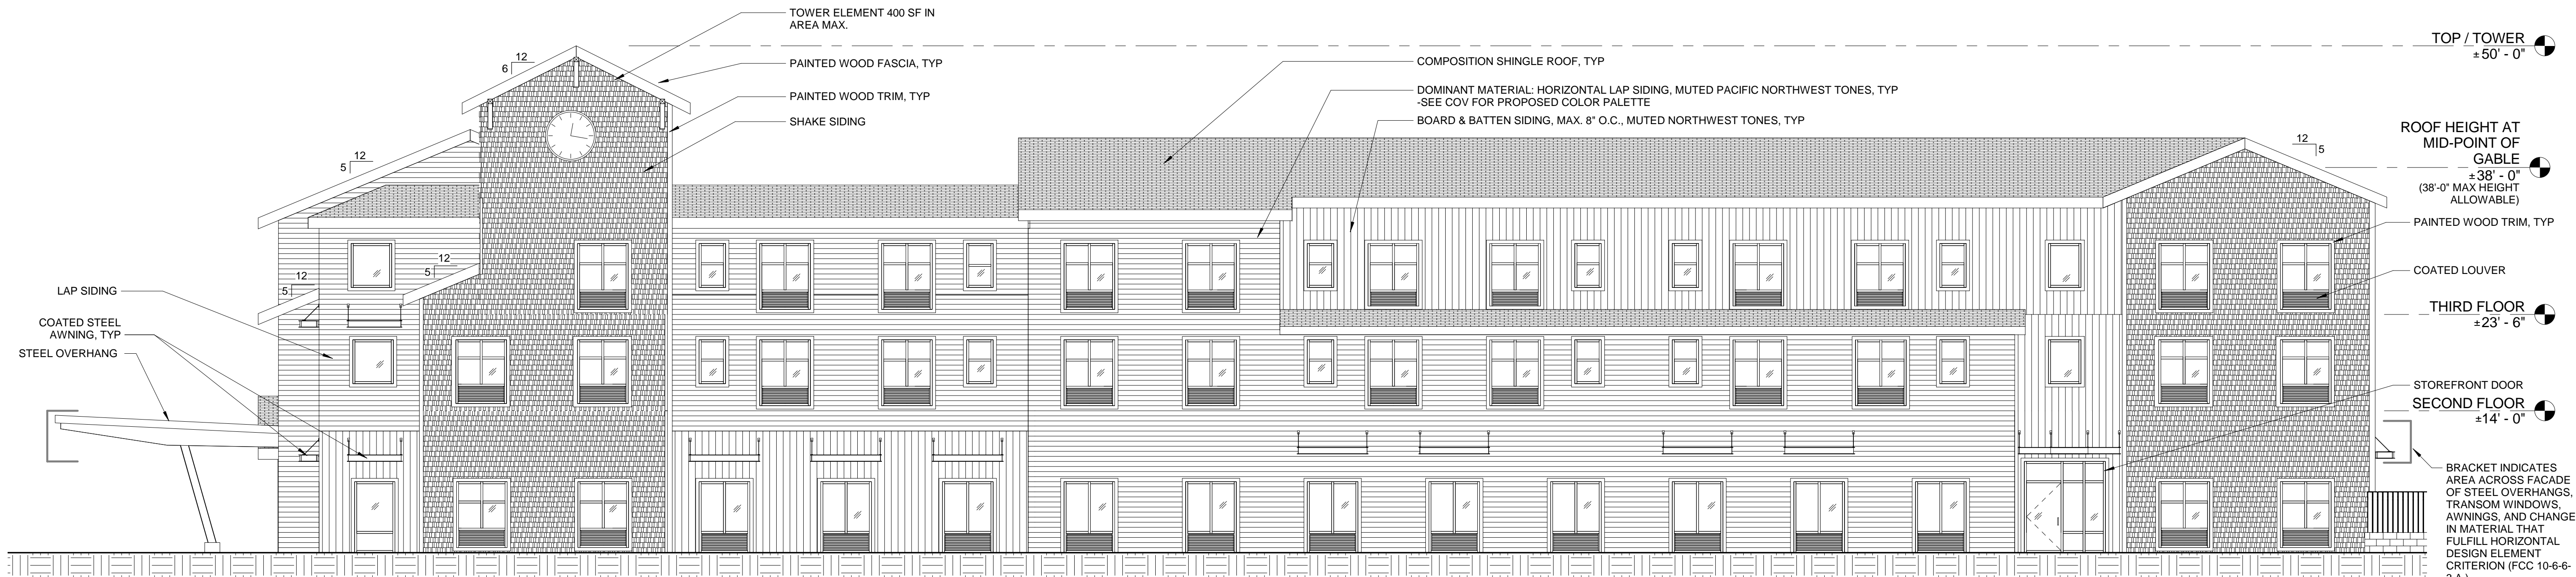 TOWER ELEMENT 400 SF IN
AREA MAX.
PAINTED WOOD FASCIA, TYP
PAINTED WOOD TRIM, TYP
SHAKE SIDING
COMPOSITION SHINGLE ROOF, TYP
DOMINANT MATERIAL: HORIZONTAL LAP SIDING, MUTED PACIFIC NORTHWEST TONES, TYP
-SEE COV FOR PROPOSED COLOR PALETTE
BOARD & BATTEN SIDING, MAX. 8" O.C., MUTED NORTHWEST TONES, TYP
12
6
12
5
12
5
12
5
12
5
LAP SIDING
COATED STEEL
AWNING, TYP
STEEL OVERHANG
TOP / TOWER
±50' - 0"
ROOF HEIGHT AT
MID-POINT OF
GABLE
±38' - 0"
(38'-0" MAX HEIGHT
ALLOWABLE)
PAINTED WOOD TRIM, TYP
COATED LOUVER
THIRD FLOOR
±23' - 6"
STOREFRONT DOOR
SECOND FLOOR
±14' - 0"
BRACKET INDICATES
AREA ACROSS FACADE
OF STEEL OVERHANGS,
TRANSOM WINDOWS,
AWNINGS, AND CHANGE
IN MATERIAL THAT
FULFILL HORIZONTAL
DESIGN ELEMENT
CRITERION (FCC 10-6-6-